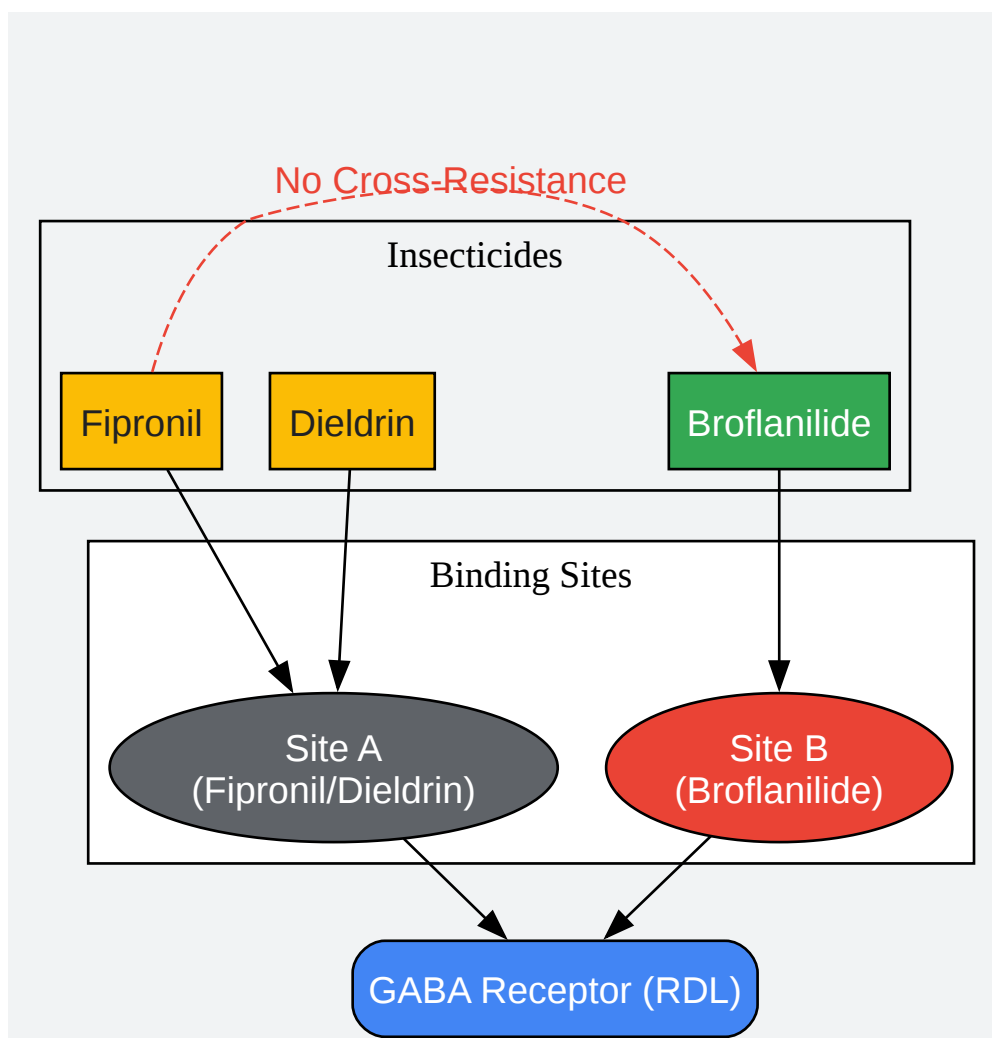 No Cross-Resistance
Insecticides
Fipronil
Dieldrin
Broflanilide
Binding Sites
Site A
(Fipronil/Dieldrin)
Site B
(Broflanilide)
GABA Receptor (RDL)